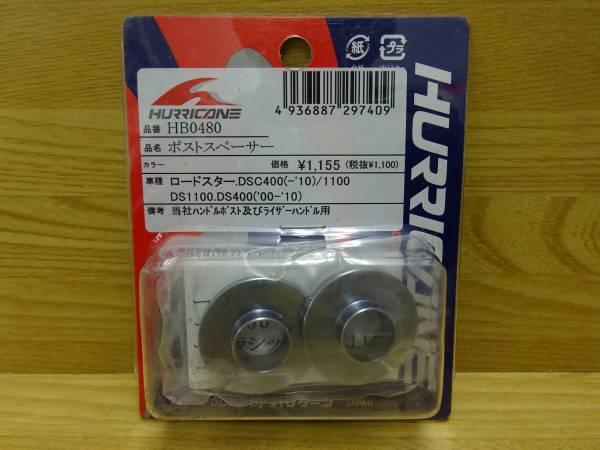 紙
プラ
HURRICANE
HURRICANE
4 936887 297409
品番 HB0480
品名 ポストスペーサー
カラー
価格 ¥1,155 (税抜¥1,100)
車種 ロードスター.DSC400(-'10)/1100
DS1100.DS400('00-'10)
備考 当社ハンドルポスト及びライザーハンドル用
ラシッ
JAPAN